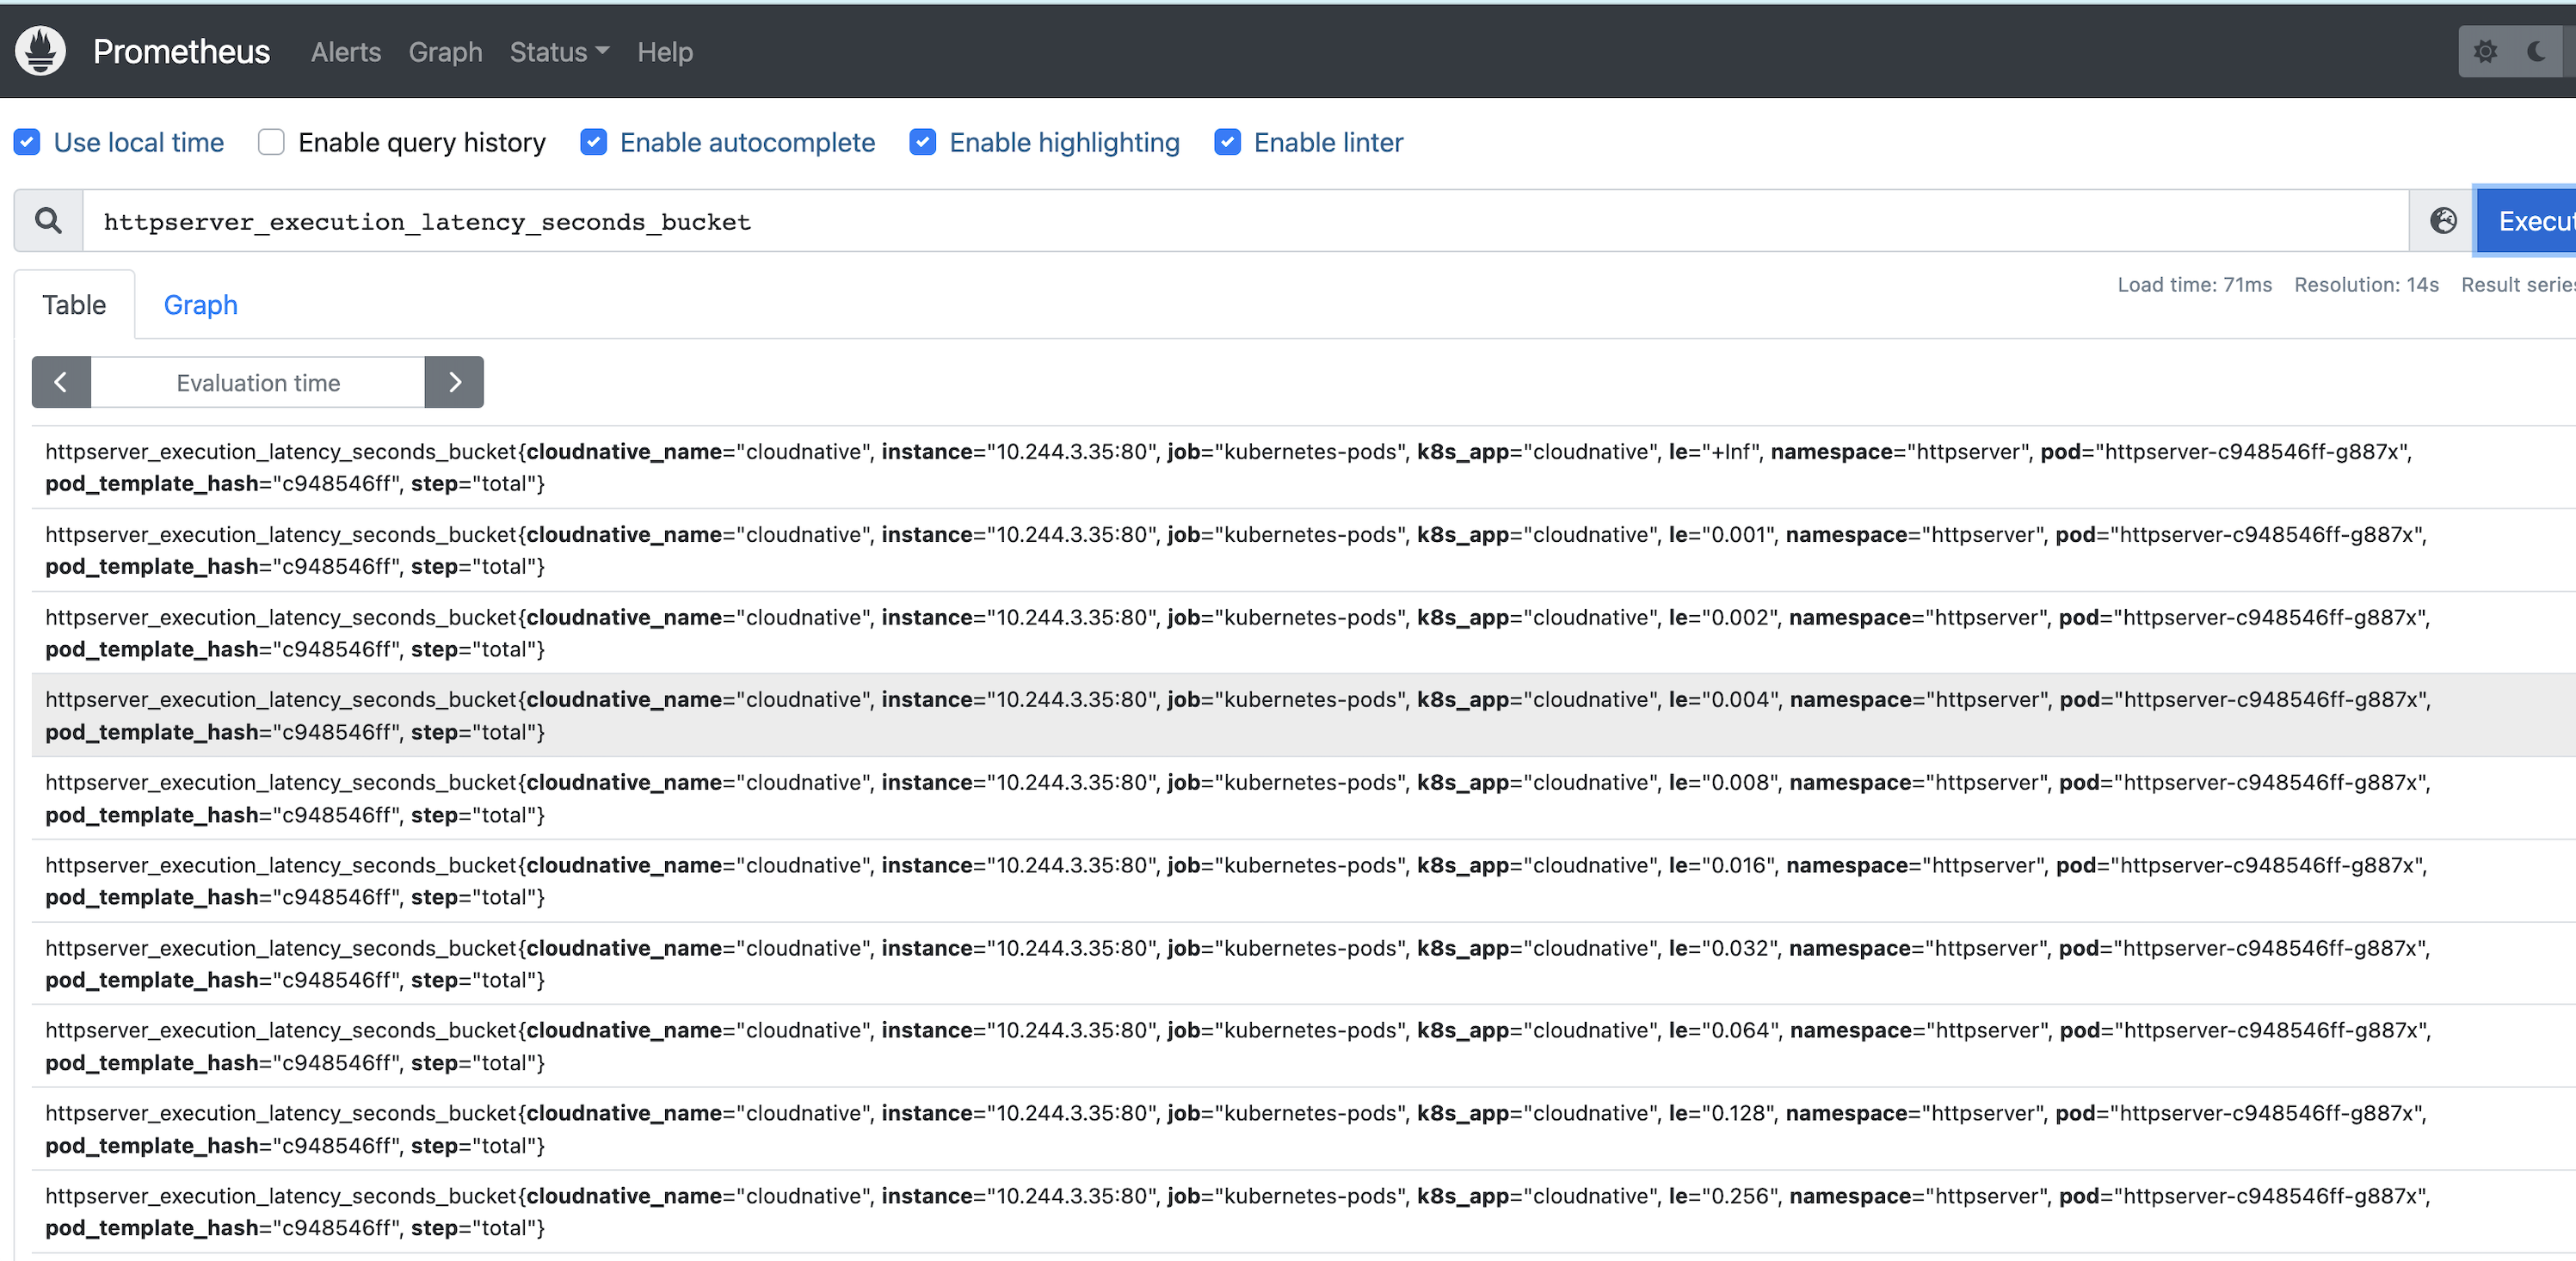 Prometheus Alerts Graph Status Help
Use local time Enable query history Enable autocomplete Enable highlighting Enable linter
httpserver_execution_latency_seconds_bucket Execut
Load time: 71ms Resolution: 14s Result series
Table Graph
Evaluation time
httpserver_execution_latency_seconds_bucket{cloudnative_name="cloudnative", instance="10.244.3.35:80", job="kubernetes-pods", k8s_app="cloudnative", le="+Inf", namespace="httpserver", pod="httpserver-c948546ff-g887x",
pod_template_hash="c948546ff", step="total"}
httpserver_execution_latency_seconds_bucket{cloudnative_name="cloudnative", instance="10.244.3.35:80", job="kubernetes-pods", k8s_app="cloudnative", le="0.001", namespace="httpserver", pod="httpserver-c948546ff-g887x",
pod_template_hash="c948546ff", step="total"}
httpserver_execution_latency_seconds_bucket{cloudnative_name="cloudnative", instance="10.244.3.35:80", job="kubernetes-pods", k8s_app="cloudnative", le="0.002", namespace="httpserver", pod="httpserver-c948546ff-g887x",
pod_template_hash="c948546ff", step="total"}
httpserver_execution_latency_seconds_bucket{cloudnative_name="cloudnative", instance="10.244.3.35:80", job="kubernetes-pods", k8s_app="cloudnative", le="0.004", namespace="httpserver", pod="httpserver-c948546ff-g887x",
pod_template_hash="c948546ff", step="total"}
httpserver_execution_latency_seconds_bucket{cloudnative_name="cloudnative", instance="10.244.3.35:80", job="kubernetes-pods", k8s_app="cloudnative", le="0.008", namespace="httpserver", pod="httpserver-c948546ff-g887x",
pod_template_hash="c948546ff", step="total"}
httpserver_execution_latency_seconds_bucket{cloudnative_name="cloudnative", instance="10.244.3.35:80", job="kubernetes-pods", k8s_app="cloudnative", le="0.016", namespace="httpserver", pod="httpserver-c948546ff-g887x",
pod_template_hash="c948546ff", step="total"}
httpserver_execution_latency_seconds_bucket{cloudnative_name="cloudnative", instance="10.244.3.35:80", job="kubernetes-pods", k8s_app="cloudnative", le="0.032", namespace="httpserver", pod="httpserver-c948546ff-g887x",
pod_template_hash="c948546ff", step="total"}
httpserver_execution_latency_seconds_bucket{cloudnative_name="cloudnative", instance="10.244.3.35:80", job="kubernetes-pods", k8s_app="cloudnative", le="0.064", namespace="httpserver", pod="httpserver-c948546ff-g887x",
pod_template_hash="c948546ff", step="total"}
httpserver_execution_latency_seconds_bucket{cloudnative_name="cloudnative", instance="10.244.3.35:80", job="kubernetes-pods", k8s_app="cloudnative", le="0.128", namespace="httpserver", pod="httpserver-c948546ff-g887x",
pod_template_hash="c948546ff", step="total"}
httpserver_execution_latency_seconds_bucket{cloudnative_name="cloudnative", instance="10.244.3.35:80", job="kubernetes-pods", k8s_app="cloudnative", le="0.256", namespace="httpserver", pod="httpserver-c948546ff-g887x",
pod_template_hash="c948546ff", step="total"}